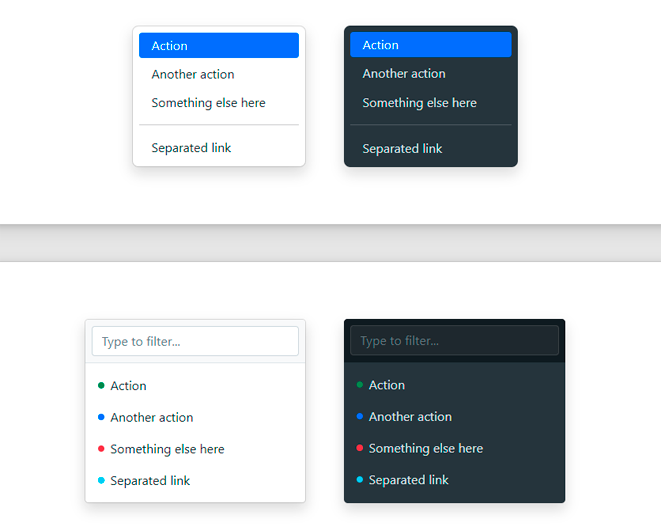 Action
Another action
Something else here
Separated link
Action
Another action
Something else here
Separated link
Type to filter...
Action
Another action
Something else here
Separated link
Type to filter...
Action
Another action
Something else here
Separated link